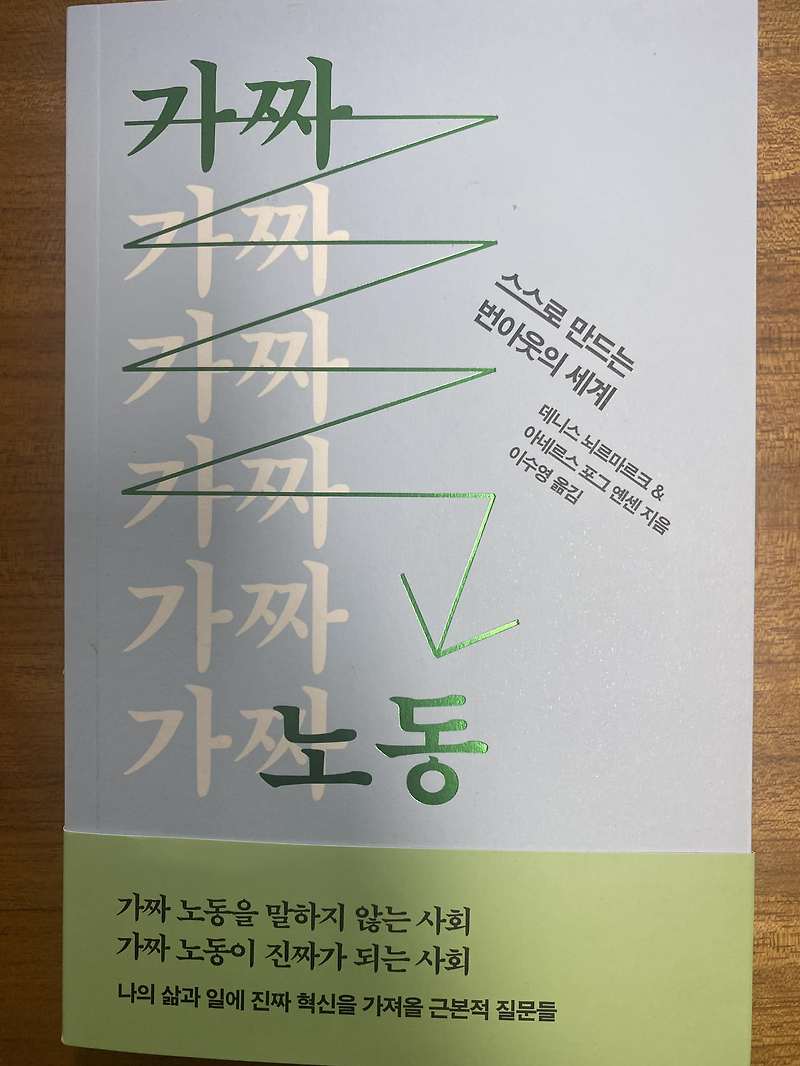 가짜
가짜
가짜
가짜
가짜
가짜
노동
스스로 만드는
번아웃의 세계
데니스 뇌르마르크 &
아네르스 포그 옌센 지음
이수영 옮김
가짜 노동을 말하지 않는 사회
가짜 노동이 진짜가 되는 사회
나의 삶과 일에 진짜 혁신을 가져올 근본적 질문들